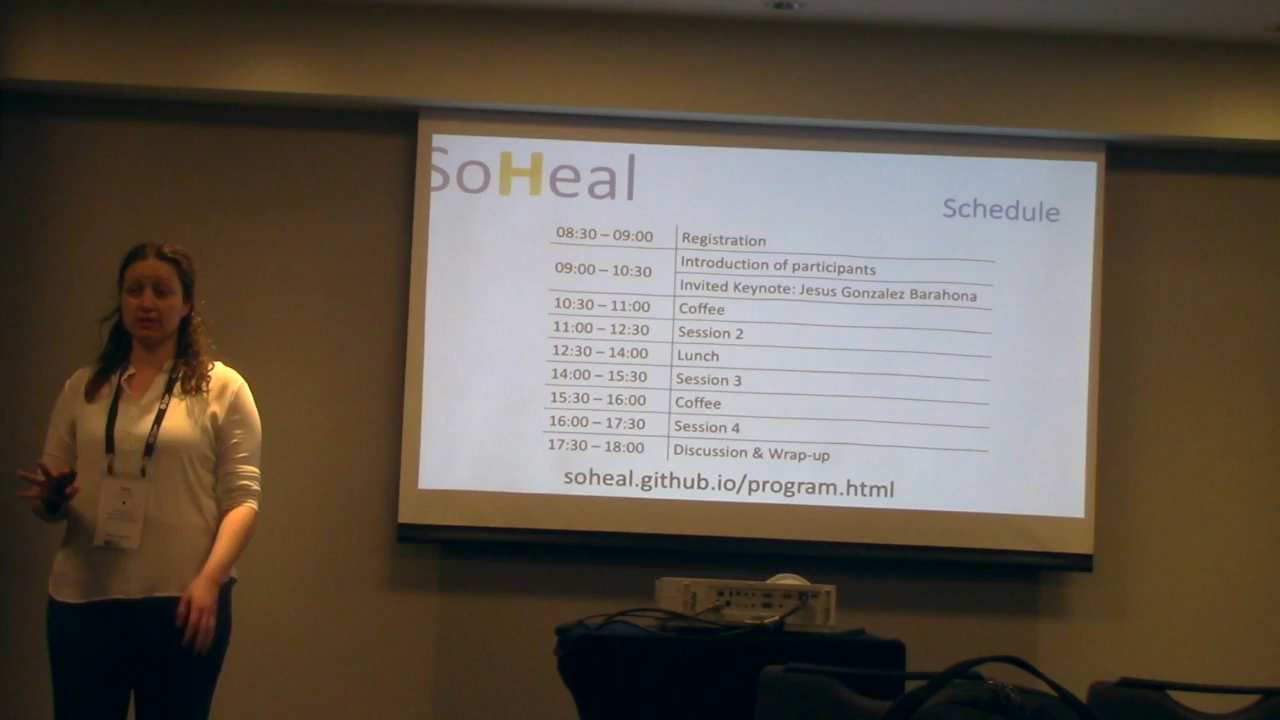 SoHeal
Schedule
08:30 – 09:00 Registration
09:00 – 10:30 Introduction of participants
Invited Keynote: Jesus Gonzalez Barahona
10:30 – 11:00 Coffee
11:00 – 12:30 Session 2
12:30 – 14:00 Lunch
14:00 – 15:30 Session 3
15:30 – 16:00 Coffee
16:00 – 17:30 Session 4
17:30 – 18:00 Discussion & Wrap-up
soheal.github.io/program.html